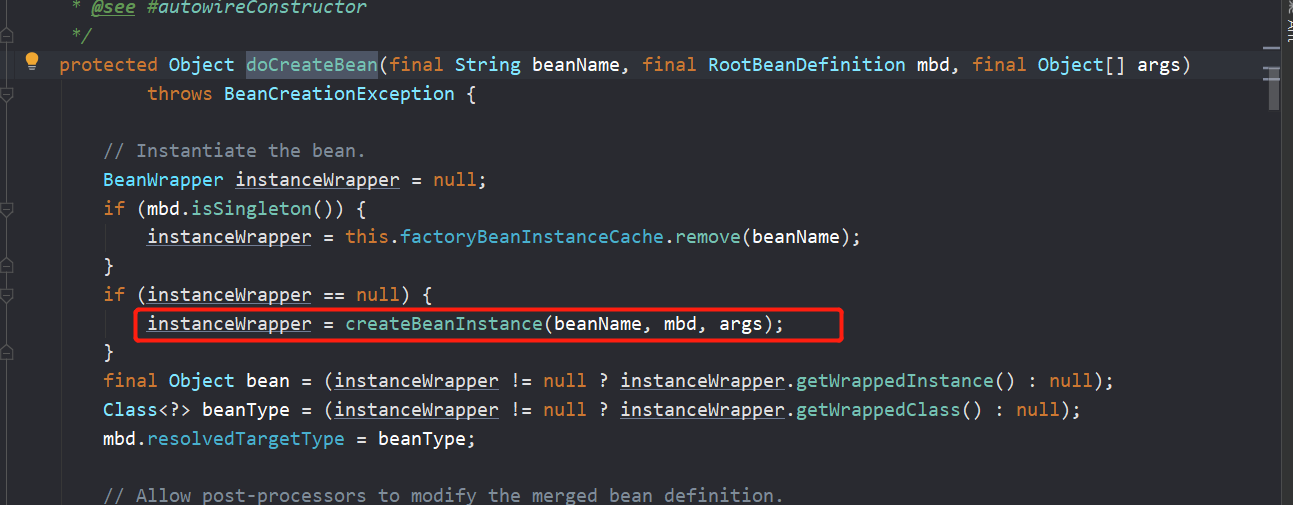 * @see #autowireConstructor
*/
protected Object doCreateBean(final String beanName, final RootBeanDefinition mbd, final Object[] args)
throws BeanCreationException {
// Instantiate the bean.
BeanWrapper instanceWrapper = null;
if (mbd.isSingleton()) {
instanceWrapper = this.factoryBeanInstanceCache.remove(beanName);
}
if (instanceWrapper == null) {
instanceWrapper = createBeanInstance(beanName, mbd, args);
}
final Object bean = (instanceWrapper != null ? instanceWrapper.getWrappedInstance() : null);
Class<?> beanType = (instanceWrapper != null ? instanceWrapper.getWrappedClass() : null);
mbd.resolvedTargetType = beanType;
// Allow post-processors to modify the merged bean definition.